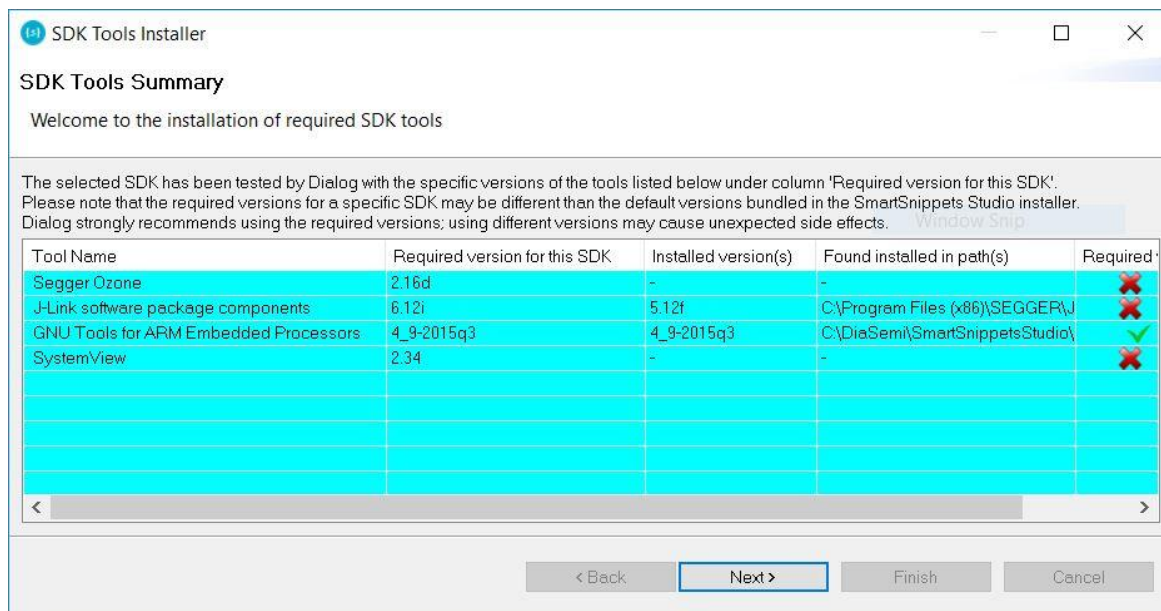 SDK Tools Installer
SDK Tools Summary
Welcome to the installation of required SDK tools
The selected SDK has been tested by Dialog with the specific versions of the tools listed below under column 'Required version for this SDK'.
Please note that the required versions for a specific SDK may be different than the default versions bundled in the SmartSnippets Studio installer.
Dialog strongly recommends using the required versions; using different versions may cause unexpected side effects.
Window Snip
Tool Name Required version for this SDK Installed version(s) Found installed in path(s) Required
Segger Ozone 2.16d - -
J-Link software package components 6.12i 5.12f C:\Program Files (x86)\SEGGER\J
GNU Tools for ARM Embedded Processors 4_9-2015q3 4_9-2015q3 C:\DiaSemi\SmartSnippetsStudio\
SystemView 2.34 - -
< Back Next > Finish Cancel